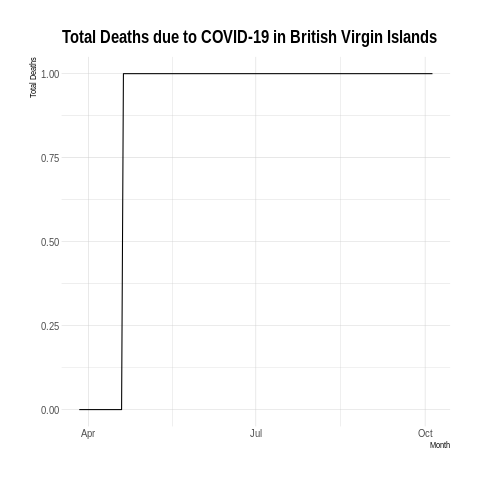 Total Deaths due to COVID-19 in British Virgin Islands
Total Deaths
1.00
0.75
0.50
0.25
0.00
Apr Jul Oct
Month